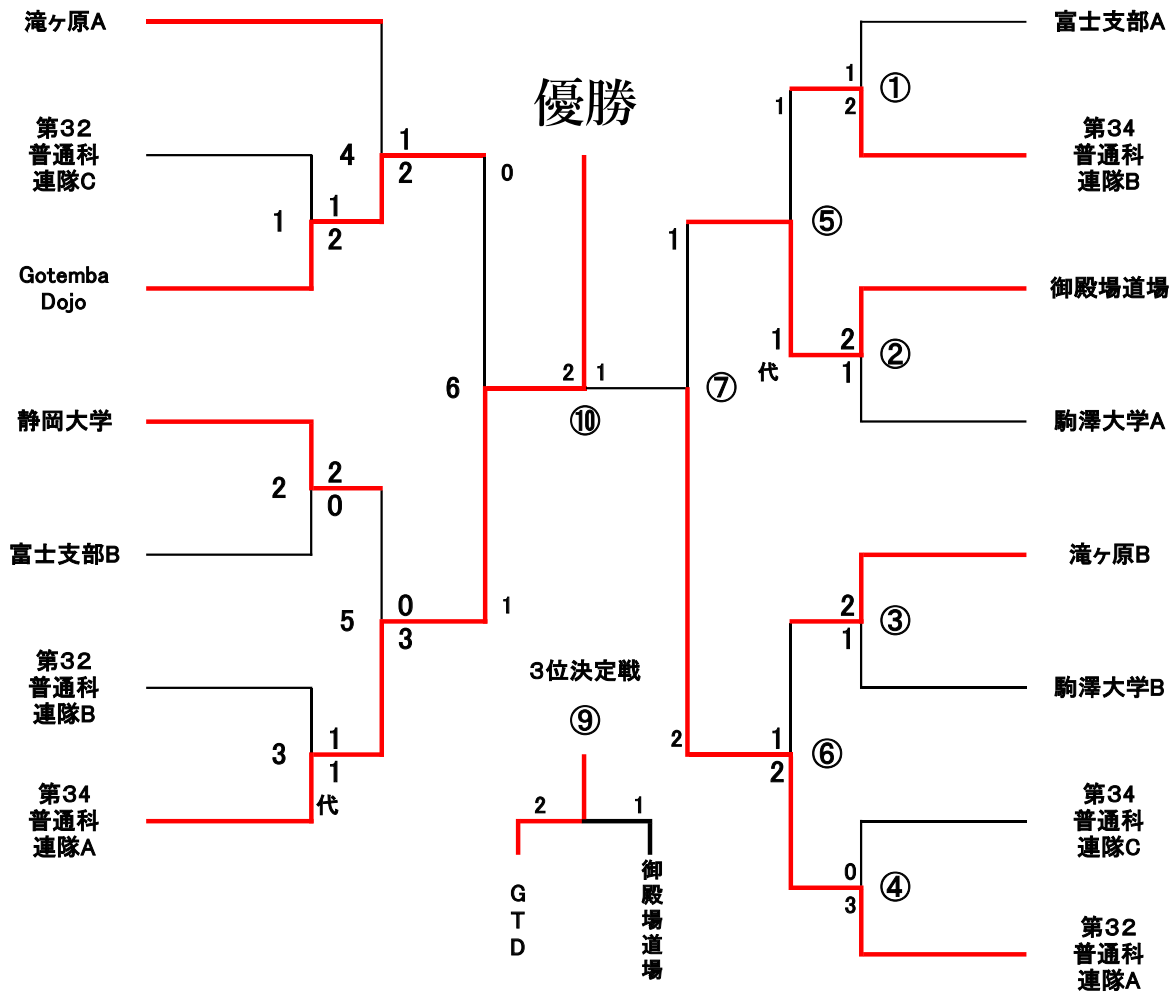 滝ヶ原A
第32
普通科
連隊C
Gotemba
Dojo
静岡大学
富士支部B
第32
普通科
連隊B
第34
普通科
連隊A
1
1
2
4
1
2
2
2
0
3
1
1
代
5
0
3
6
0
1
優勝
2
1
⑩
3位決定戦
⑨
2
1
GTD
御殿場道場
1
2
⑦
1
1
代
⑤
1
2
⑥
1
2
①
2
1
②
2
1
③
0
3
④
富士支部A
第34
普通科
連隊B
御殿場道場
駒澤大学A
滝ヶ原B
駒澤大学B
第34
普通科
連隊C
第32
普通科
連隊A